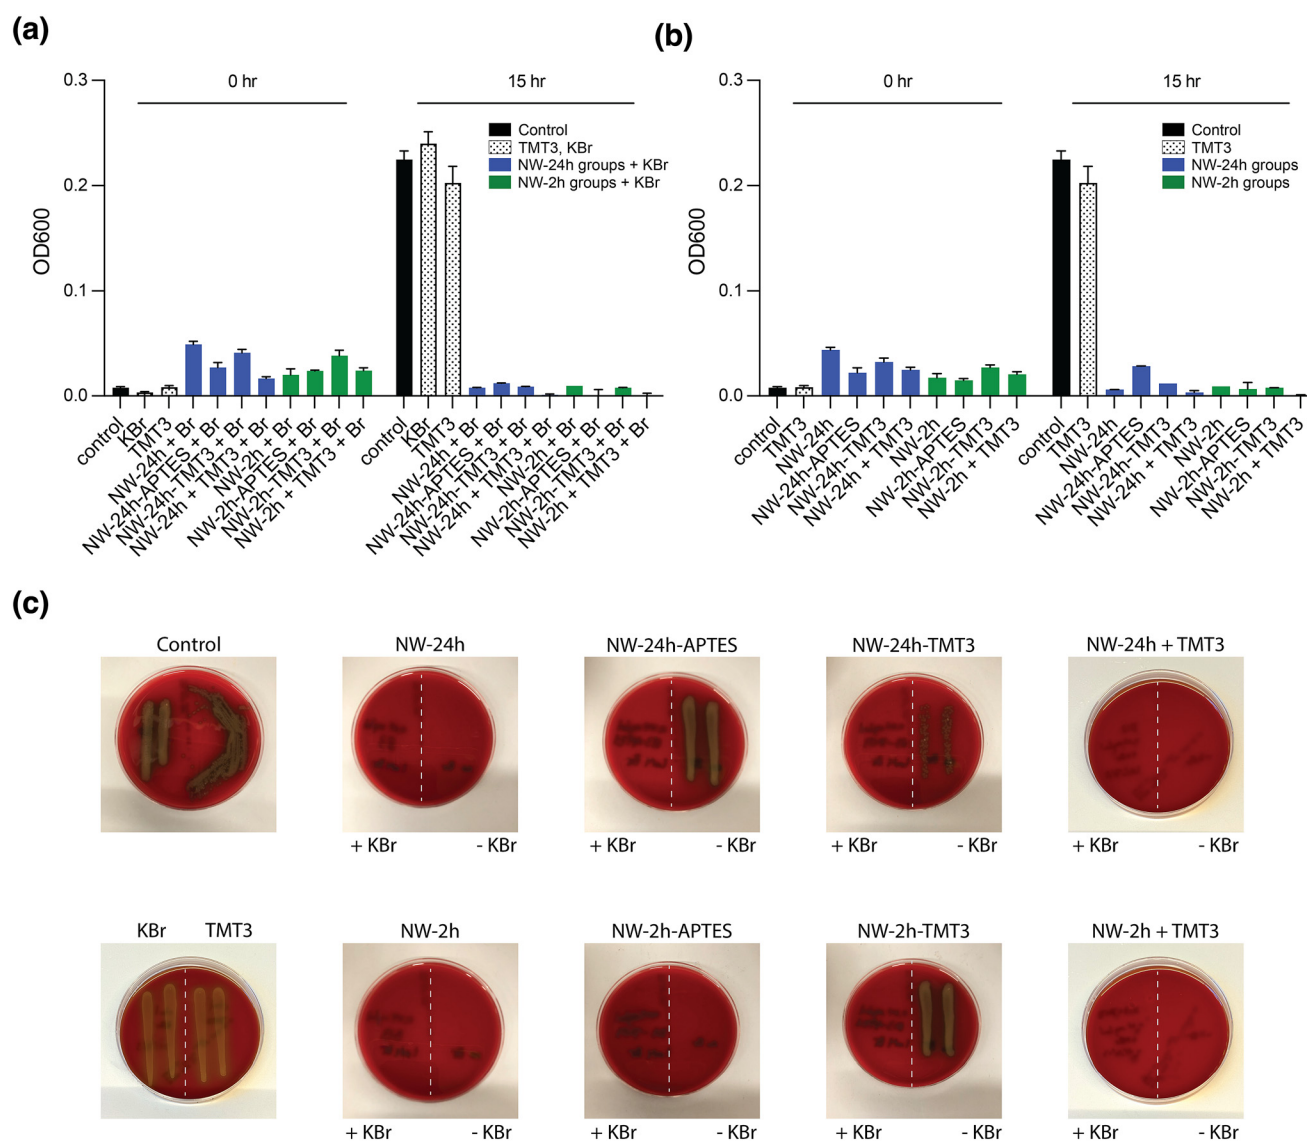 (a)
0 hr
15 hr
Control
TMT3, KBr
NW-24h groups + KBr
NW-2h groups + KBr
OD600
0.3
0.2
0.1
0.0
control
KBr
TMT3
NW-24h + Br
NW-24h-APTES + Br
NW-24h-TMT3 + Br
NW-24h + TMT3 + Br
NW-2h + Br
NW-2h-APTES + Br
NW-2h-TMT3 + Br
NW-2h + TMT3 + Br
control
KBr
TMT3
NW-24h + Br
NW-24h-APTES + Br
NW-24h-TMT3 + Br
NW-24h + TMT3 + Br
NW-2h + Br
NW-2h-APTES + Br
NW-2h-TMT3 + Br
NW-2h + TMT3 + Br
(b)
0 hr
15 hr
Control
TMT3
NW-24h groups
NW-2h groups
OD600
0.3
0.2
0.1
0.0
control
TMT3
NW-24h
NW-24h-APTES
NW-24h-TMT3
NW-24h + TMT3
NW-2h
NW-2h-APTES
NW-2h-TMT3
NW-2h + TMT3
control
TMT3
NW-24h
NW-24h-APTES
NW-24h-TMT3
NW-24h + TMT3
NW-2h
NW-2h-APTES
NW-2h-TMT3
NW-2h + TMT3
(c)
Control
NW-24h
NW-24h-APTES
NW-24h-TMT3
NW-24h + TMT3
+ KBr - KBr
+ KBr - KBr
+ KBr - KBr
+ KBr - KBr
KBr TMT3
NW-2h
NW-2h-APTES
NW-2h-TMT3
NW-2h + TMT3
+ KBr - KBr
+ KBr - KBr
+ KBr - KBr
+ KBr - KBr